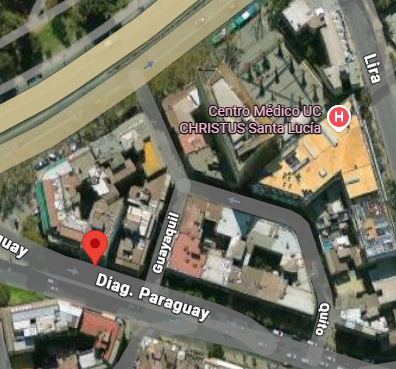 Lira
Centro Médico UC
CHRISTUS Santa Lucía
H
Guayaquil
guay
Diag. Paraguay
Quito